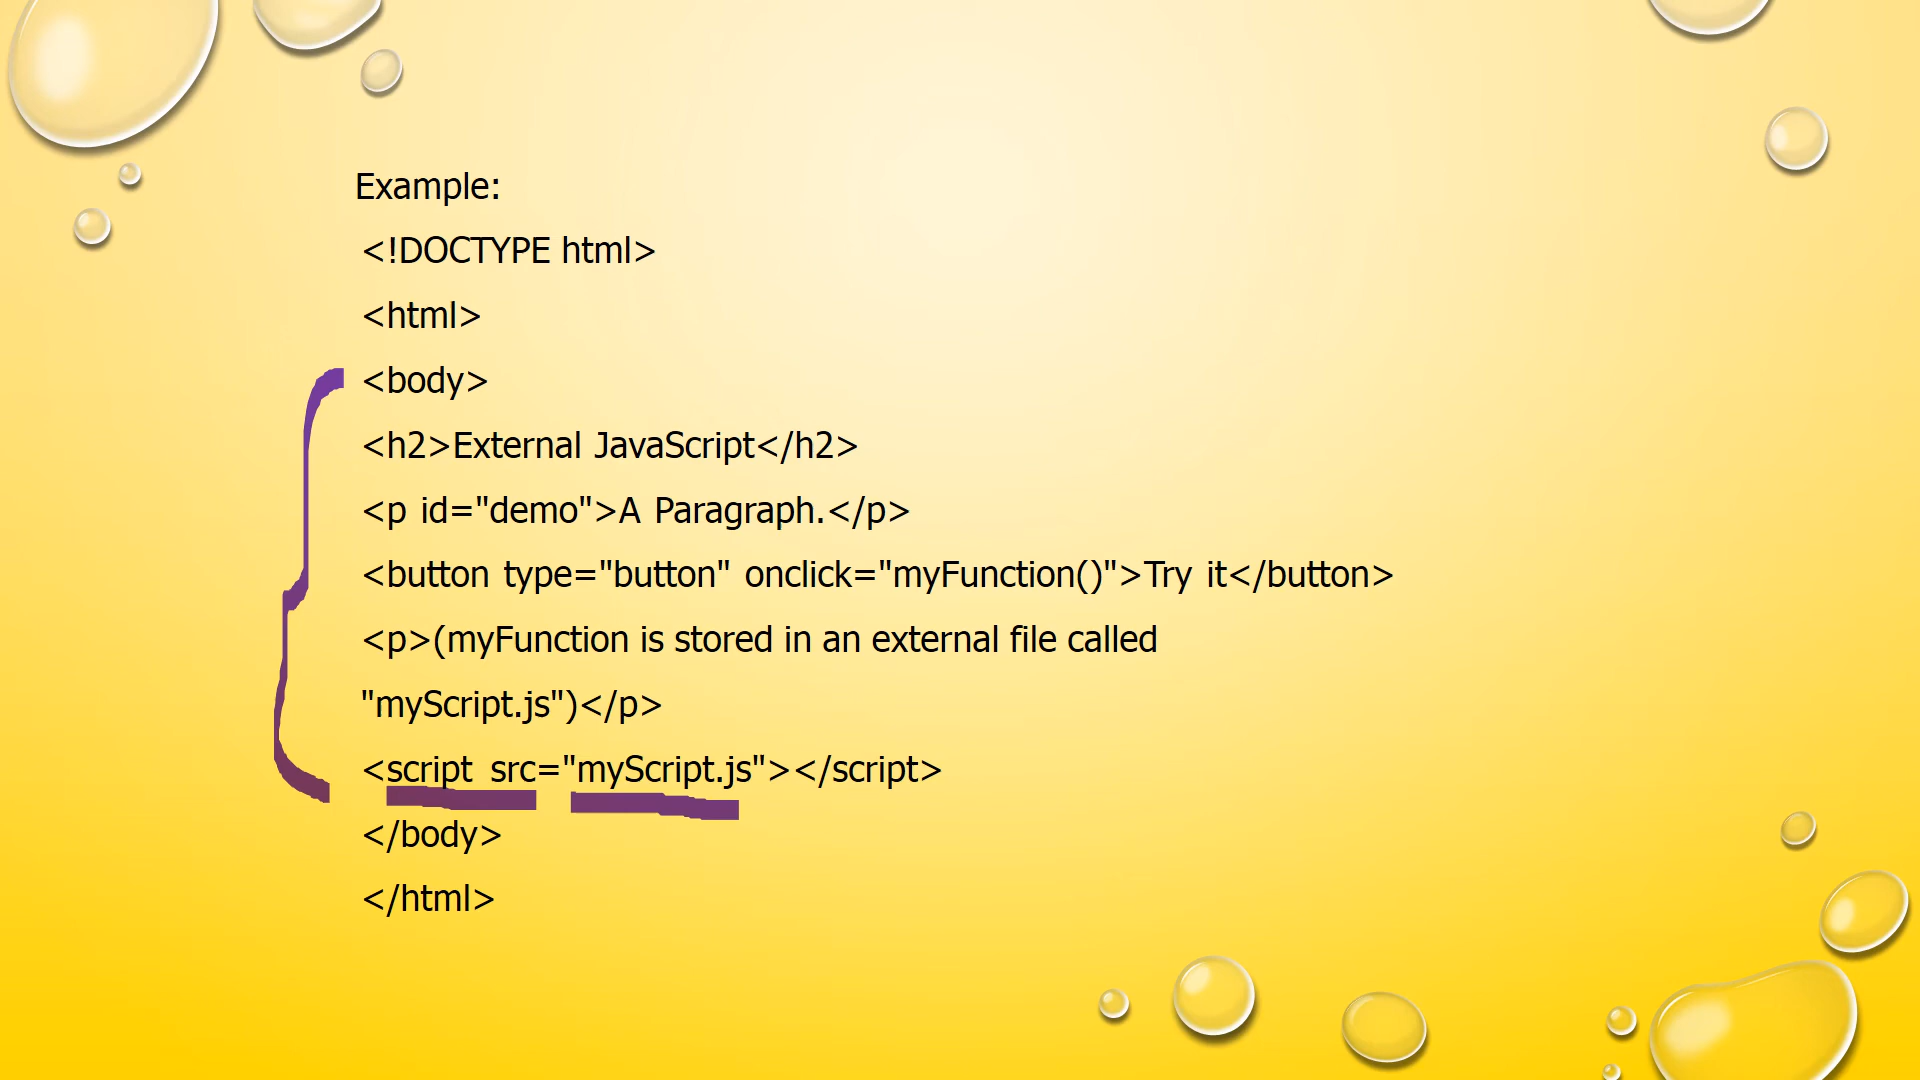 Example:
<!DOCTYPE html>
<html>
<body>
<h2>External JavaScript</h2>
<p id="demo">A Paragraph.</p>
<button type="button" onclick="myFunction()">Try it</button>
<p>(myFunction is stored in an external file called
"myScript.js")</p>
<script src="myScript.js"></script>
</body>
</html>